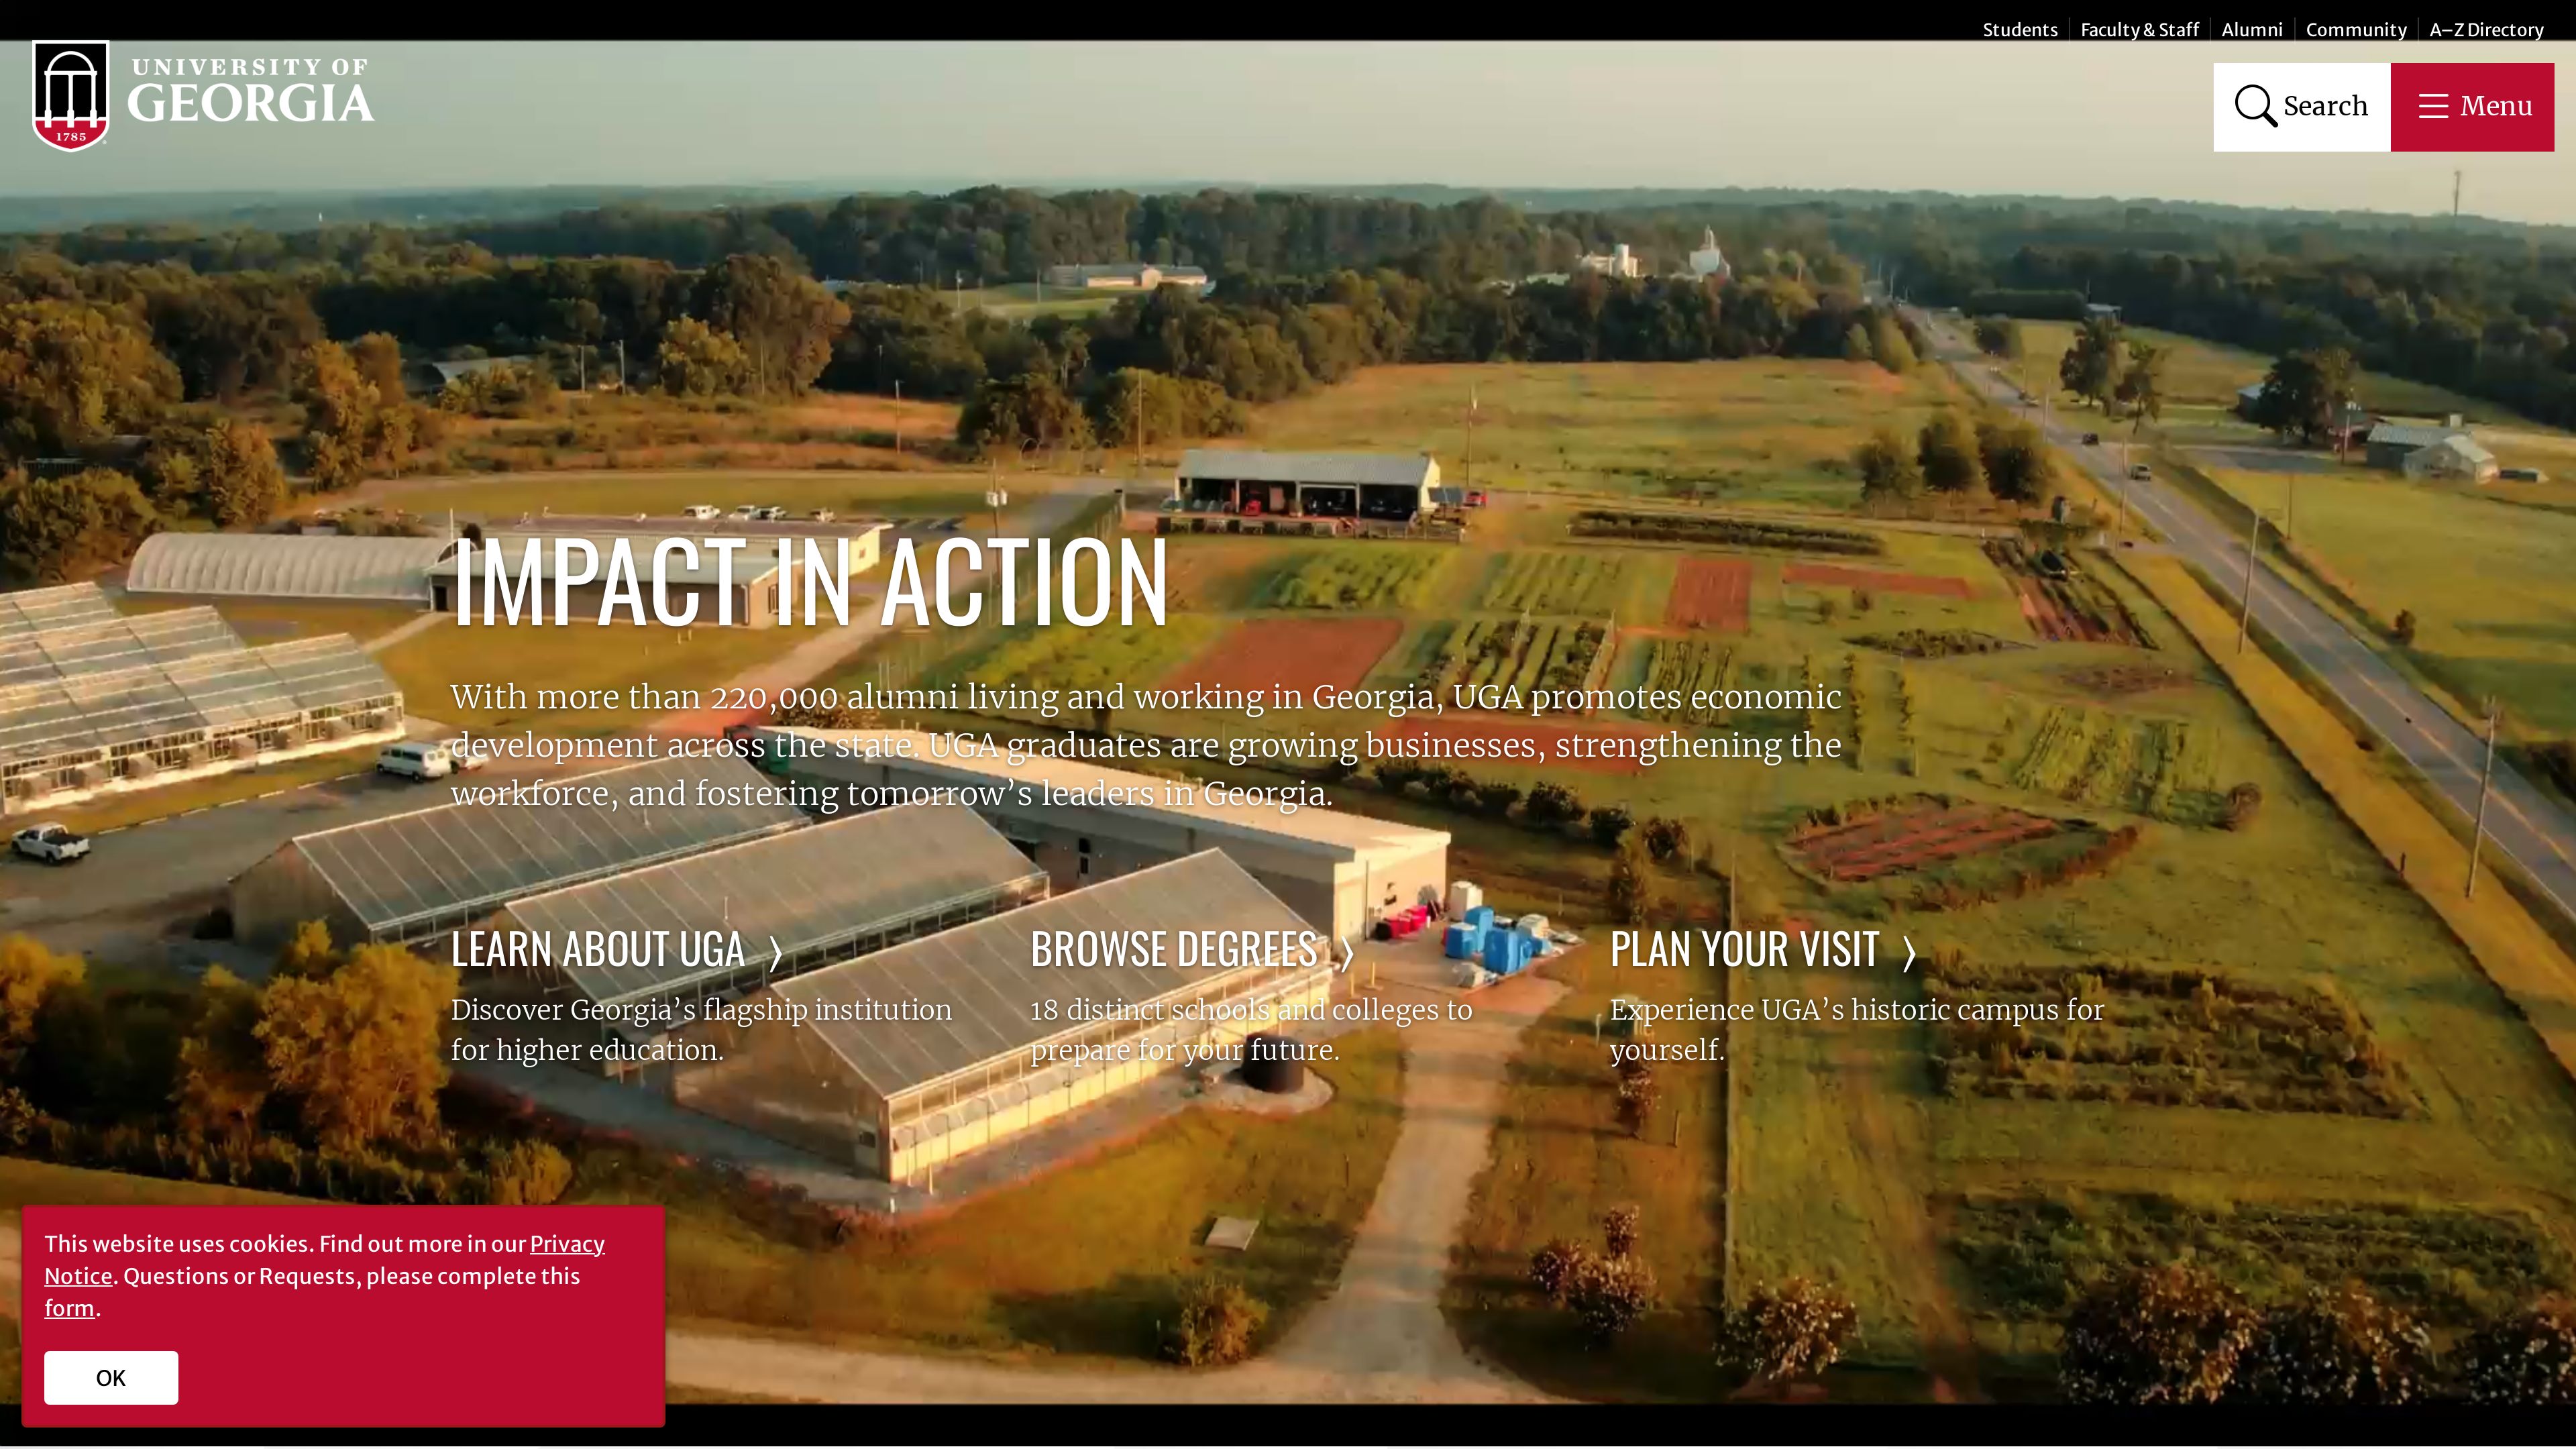 Students
Faculty & Staff
Alumni
Community
A–Z Directory
UNIVERSITY OF
GEORGIA
1785
Search
Menu
IMPACT IN ACTION
With more than 220,000 alumni living and working in Georgia, UGA promotes economic
development across the state. UGA graduates are growing businesses, strengthening the
workforce, and fostering tomorrow’s leaders in Georgia.
LEARN ABOUT UGA
Discover Georgia’s flagship institution
for higher education.
BROWSE DEGREES
18 distinct schools and colleges to
prepare for your future.
PLAN YOUR VISIT
Experience UGA’s historic campus for
yourself.
This website uses cookies. Find out more in our Privacy
Notice. Questions or Requests, please complete this
form.
OK